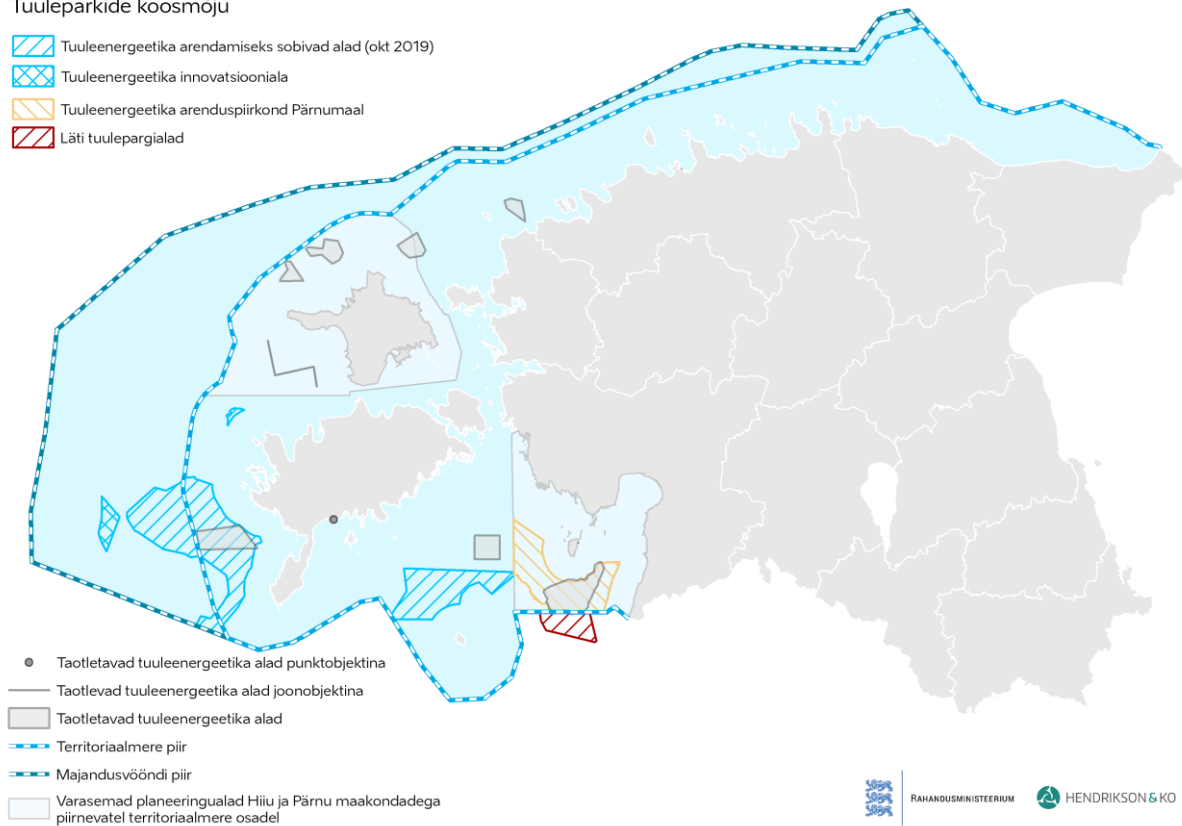 Tuuleparkide koosmõju
Tuuleenergeetika arendamiseks sobivad alad (okt 2019)
Tuuleenergeetika innovatsiooniala
Tuuleenergeetika arenduspiirkond Pärnumaal
Läti tuulepargialad
Taotletavad tuuleenergeetika alad punktobjektina
Taotlevad tuuleenergeetika alad joonobjektina
Taotletavad tuuleenergeetika alad
Territoriaalmere piir
Majandusvööndi piir
Varasemad planeeringualad Hiiu ja Pärnu maakondadega
piirnevatel territoriaalmere osadel
RAHANDUSMINISTEERIUM
HENDRIKSON & KO